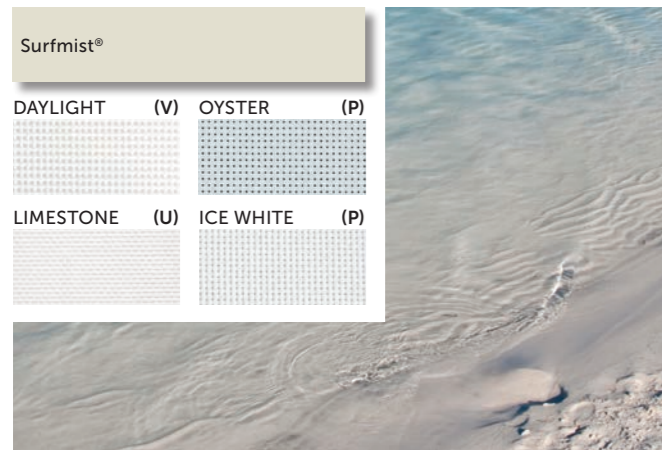 Surfmist®
DAYLIGHT (V) OYSTER (P)
LIMESTONE (U) ICE WHITE (P)